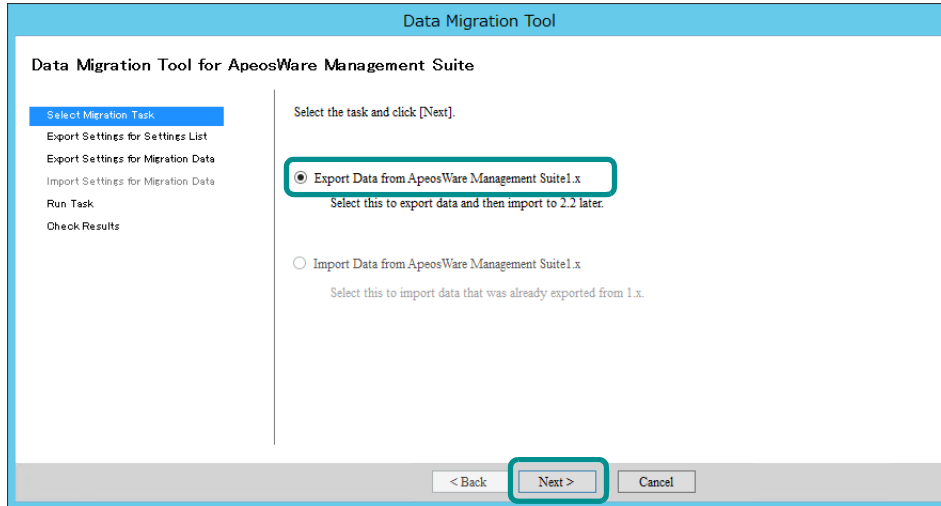 Data Migration Tool
Data Migration Tool for ApeosWare Management Suite
Select Migration Task
Export Settings for Settings List
Export Settings for Migration Data
Import Settings for Migration Data
Run Task
Check Results
Select the task and click [Next].
Export Data from ApeosWare Management Suite1.x
Select this to export data and then import to 2.2 later.
Import Data from ApeosWare Management Suite1.x
Select this to import data that was already exported from 1.x.
< Back
Next >
Cancel